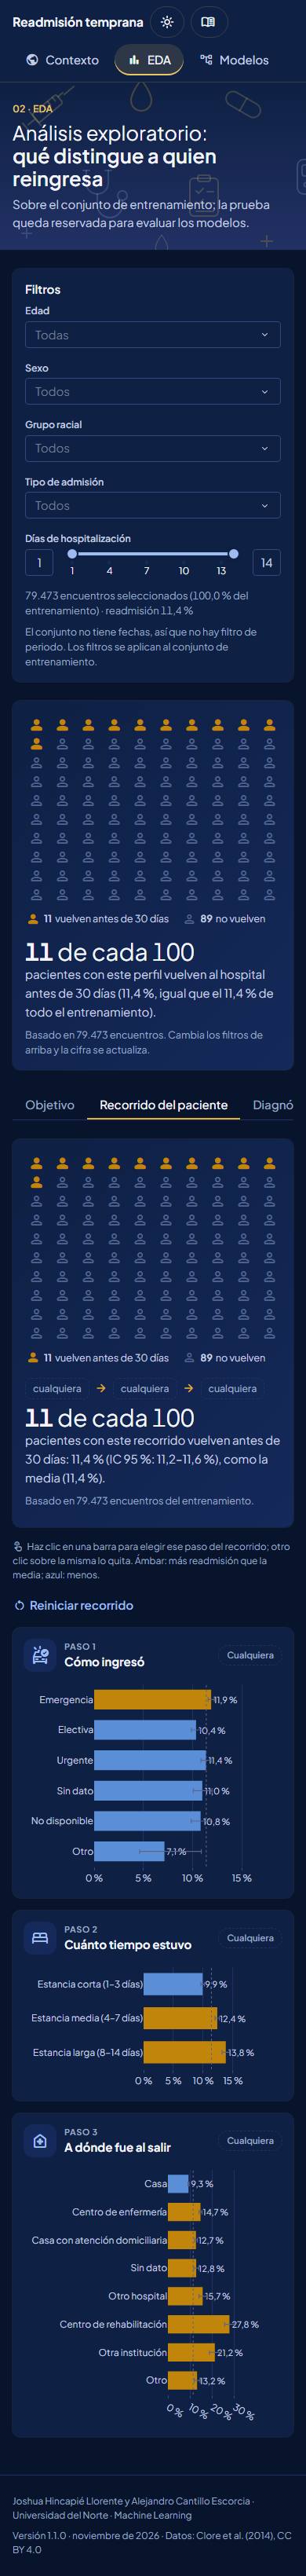 Readmisión temprana
Contexto
EDA
Modelos
02 · EDA
Análisis exploratorio:
qué distingue a quien
reingresa
Sobre el conjunto de entrenamiento; la prueba
queda reservada para evaluar los modelos.
Filtros
Edad
Todas
Sexo
Todos
Grupo racial
Todos
Tipo de admisión
Todos
Días de hospitalización
1
14
1 4 7 10 13
79.473 encuentros seleccionados (100,0 % del
entrenamiento) · readmisión 11,4 %
El conjunto no tiene fechas, así que no hay filtro de
periodo. Los filtros se aplican al conjunto de
entrenamiento.
11 vuelven antes de 30 días
89 no vuelven
11 de cada 100
pacientes con este perfil vuelven al hospital
antes de 30 días (11,4 %, igual que el 11,4 % de
todo el entrenamiento).
Basado en 79.473 encuentros. Cambia los filtros de
arriba y la cifra se actualiza.
Objetivo
Recorrido del paciente
Diagnó
11 vuelven antes de 30 días
89 no vuelven
cualquiera → cualquiera → cualquiera
11 de cada 100
pacientes con este recorrido vuelven antes de
30 días: 11,4 % (IC 95 %: 11,2–11,6 %), como la
media (11,4 %).
Basado en 79.473 encuentros del entrenamiento.
Haz clic en una barra para elegir ese paso del recorrido; otro
clic sobre la misma lo quita. Ámbar: más readmisión que la
media; azul: menos.
Reiniciar recorrido
PASO 1
Cómo ingresó
Cualquiera
Emergencia 11,9 %
Electiva 10,4 %
Urgente 11,4 %
Sin dato 11,0 %
No disponible 10,8 %
Otro 7,1 %
0 % 5 % 10 % 15 %
PASO 2
Cuánto tiempo estuvo
Cualquiera
Estancia corta (1–3 días) 9,9 %
Estancia media (4–7 días) 12,4 %
Estancia larga (8–14 días) 13,8 %
0 % 5 % 10 % 15 %
PASO 3
A dónde fue al salir
Cualquiera
Casa 9,3 %
Centro de enfermería 14,7 %
Casa con atención domiciliaria 12,7 %
Sin dato 12,8 %
Otro hospital 15,7 %
Centro de rehabilitación 27,8 %
Otra institución 21,2 %
Otro 13,2 %
0 % 10 % 20 % 30 %
Joshua Hincapié Llorente y Alejandro Cantillo Escorcia ·
Universidad del Norte · Machine Learning
Versión 1.1.0 · noviembre de 2026 · Datos: Clore et al. (2014), CC
BY 4.0